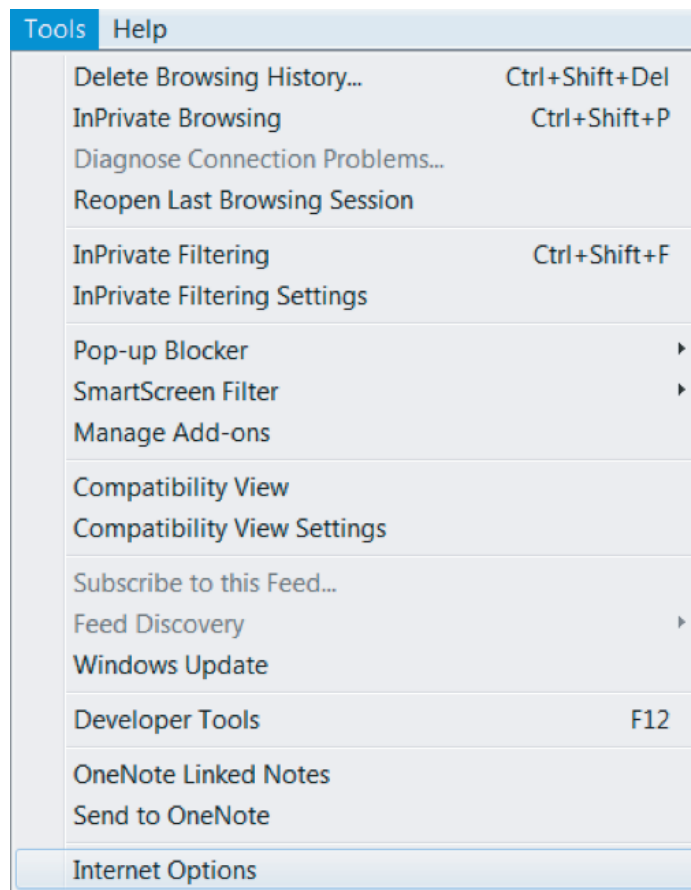 Tools Help
Delete Browsing History... Ctrl+Shift+Del
InPrivate Browsing Ctrl+Shift+P
Diagnose Connection Problems...
Reopen Last Browsing Session
InPrivate Filtering Ctrl+Shift+F
InPrivate Filtering Settings
Pop-up Blocker
SmartScreen Filter
Manage Add-ons
Compatibility View
Compatibility View Settings
Subscribe to this Feed...
Feed Discovery
Windows Update
Developer Tools F12
OneNote Linked Notes
Send to OneNote
Internet Options